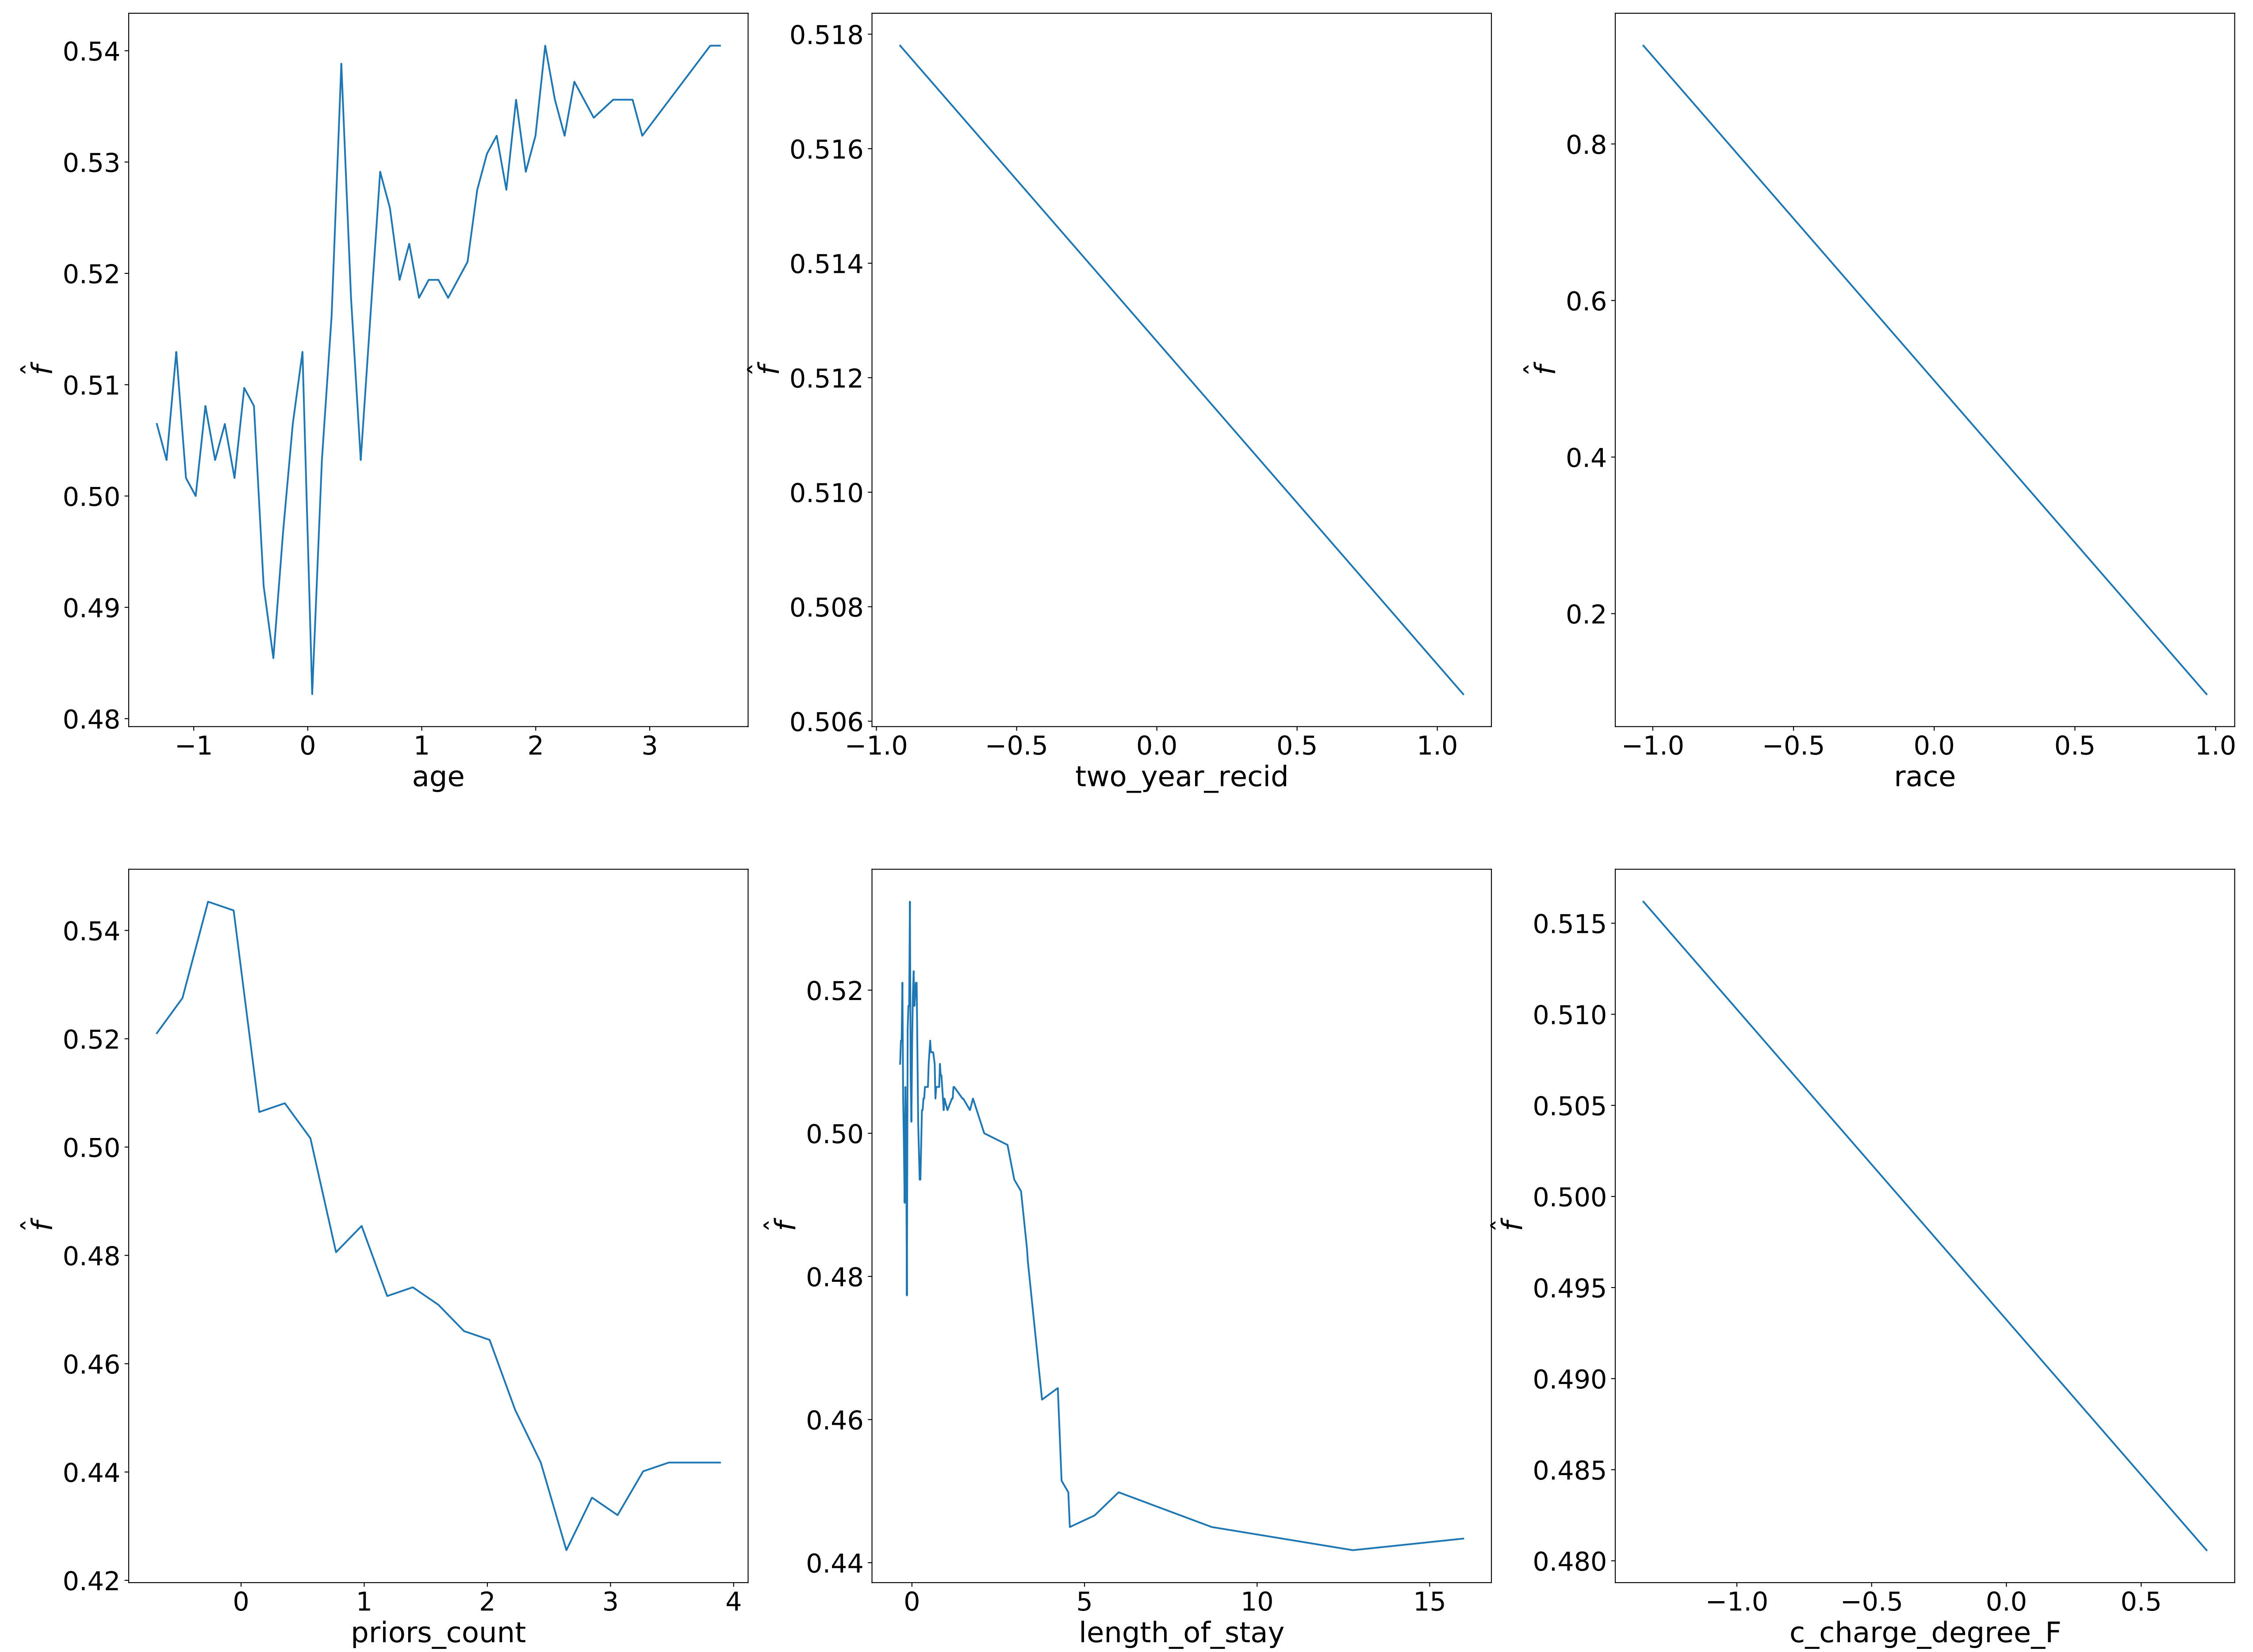 0.54
0.53
0.52
0.51
0.50
0.49
0.48
f̂
−1 0 1 2 3
age
0.518
0.516
0.514
0.512
0.510
0.508
0.506
f̂
−1.0 −0.5 0.0 0.5 1.0
two_year_recid
0.8
0.6
0.4
0.2
f̂
−1.0 −0.5 0.0 0.5 1.0
race
0.54
0.52
0.50
0.48
0.46
0.44
0.42
f̂
0 1 2 3 4
priors_count
0.52
0.50
0.48
0.46
0.44
f̂
0 5 10 15
length_of_stay
0.515
0.510
0.505
0.500
0.495
0.490
0.485
0.480
f̂
−1.0 −0.5 0.0 0.5
c_charge_degree_F